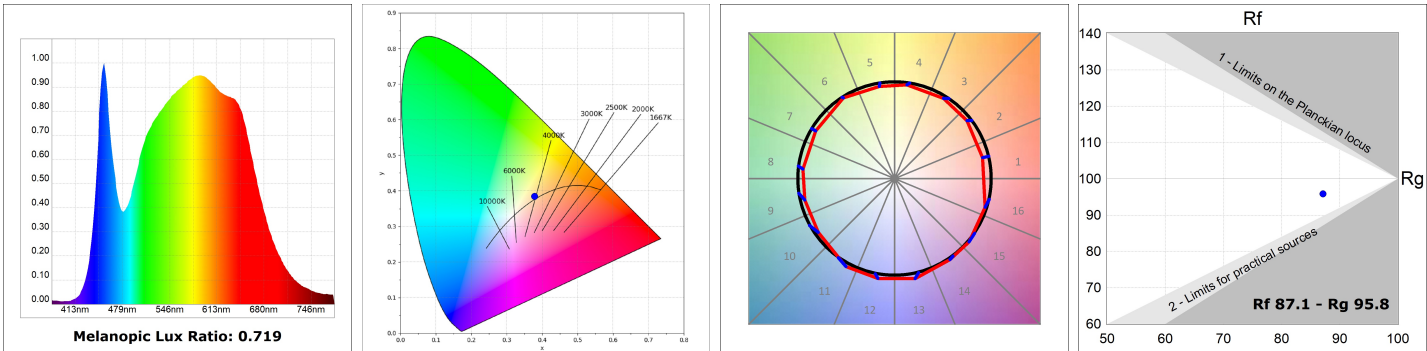 1.00
0.90
0.80
0.70
0.60
0.50
0.40
0.30
0.20
0.10
0.00
413nm 479nm 546nm 613nm 680nm 746nm
Melanopic Lux Ratio: 0.719
0.9
0.8
0.7
0.6
0.5
0.4
0.3
0.2
0.1
0.0
y
0.0 0.1 0.2 0.3 0.4 0.5 0.6 0.7 0.8
x
10000K
6000K
4000K
3000K
2500K
2000K
1667K
1
2
3
4
5
6
7
8
9
10
11
12
13
14
15
16
Rf
140
130
120
110
100
90
80
70
60
Rg
1 - Limits on the Planckian locus
2 - Limits for practical sources
Rf 87.1 - Rg 95.8
50 60 70 80 90 100